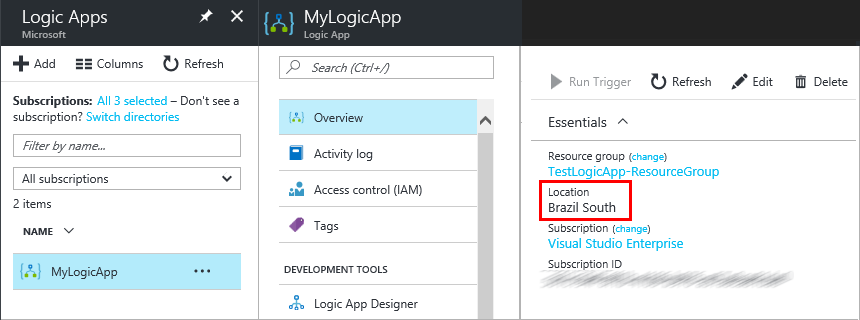 Logic Apps
Microsoft
Add
Columns
Refresh
Subscriptions: All 3 selected – Don't see a
subscription? Switch directories
Filter by name...
All subscriptions
2 items
NAME
MyLogicApp
...
MyLogicApp
Logic App
Search (Ctrl+/)
Overview
Activity log
Access control (IAM)
Tags
DEVELOPMENT TOOLS
Logic App Designer
Run Trigger
Refresh
Edit
Delete
Essentials
Resource group (change)
TestLogicApp-ResourceGroup
Location
Brazil South
Subscription (change)
Visual Studio Enterprise
Subscription ID